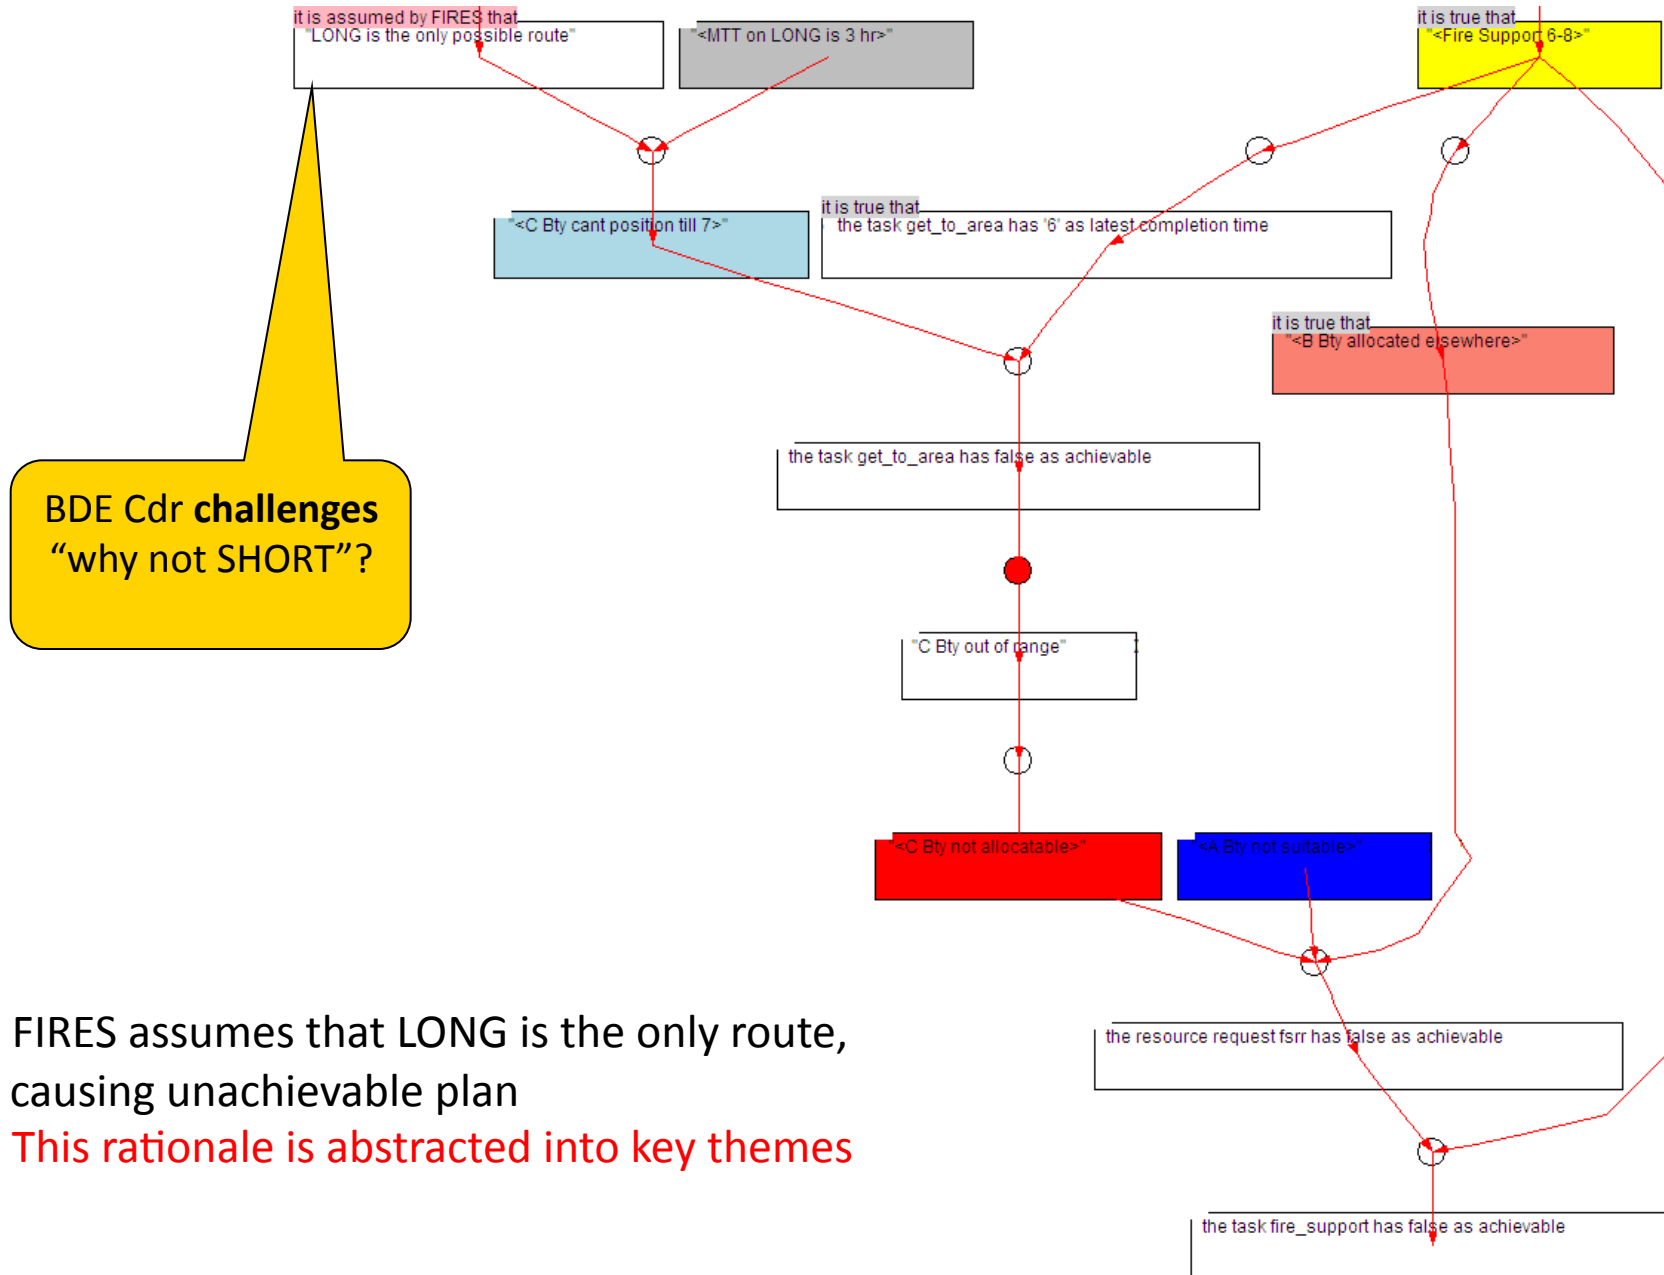 it is assumed by FIRES that
"LONG is the only possible route"
"<MTT on LONG is 3 hr>"
it is true that
"<Fire Support 6-8>"
"<C Bty cant position till 7>"
it is true that
the task get_to_area has '6' as latest completion time
it is true that
"<B Bty allocated elsewhere>"
the task get_to_area has false as achievable
BDE Cdr challenges
“why not SHORT”?
"C Bty out of range"
"<C Bty not allocatable>"
"<A Bty not suitable>"
FIRES assumes that LONG is the only route,
causing unachievable plan
This rationale is abstracted into key themes
the resource request fsrr has false as achievable
the task fire_support has false as achievable